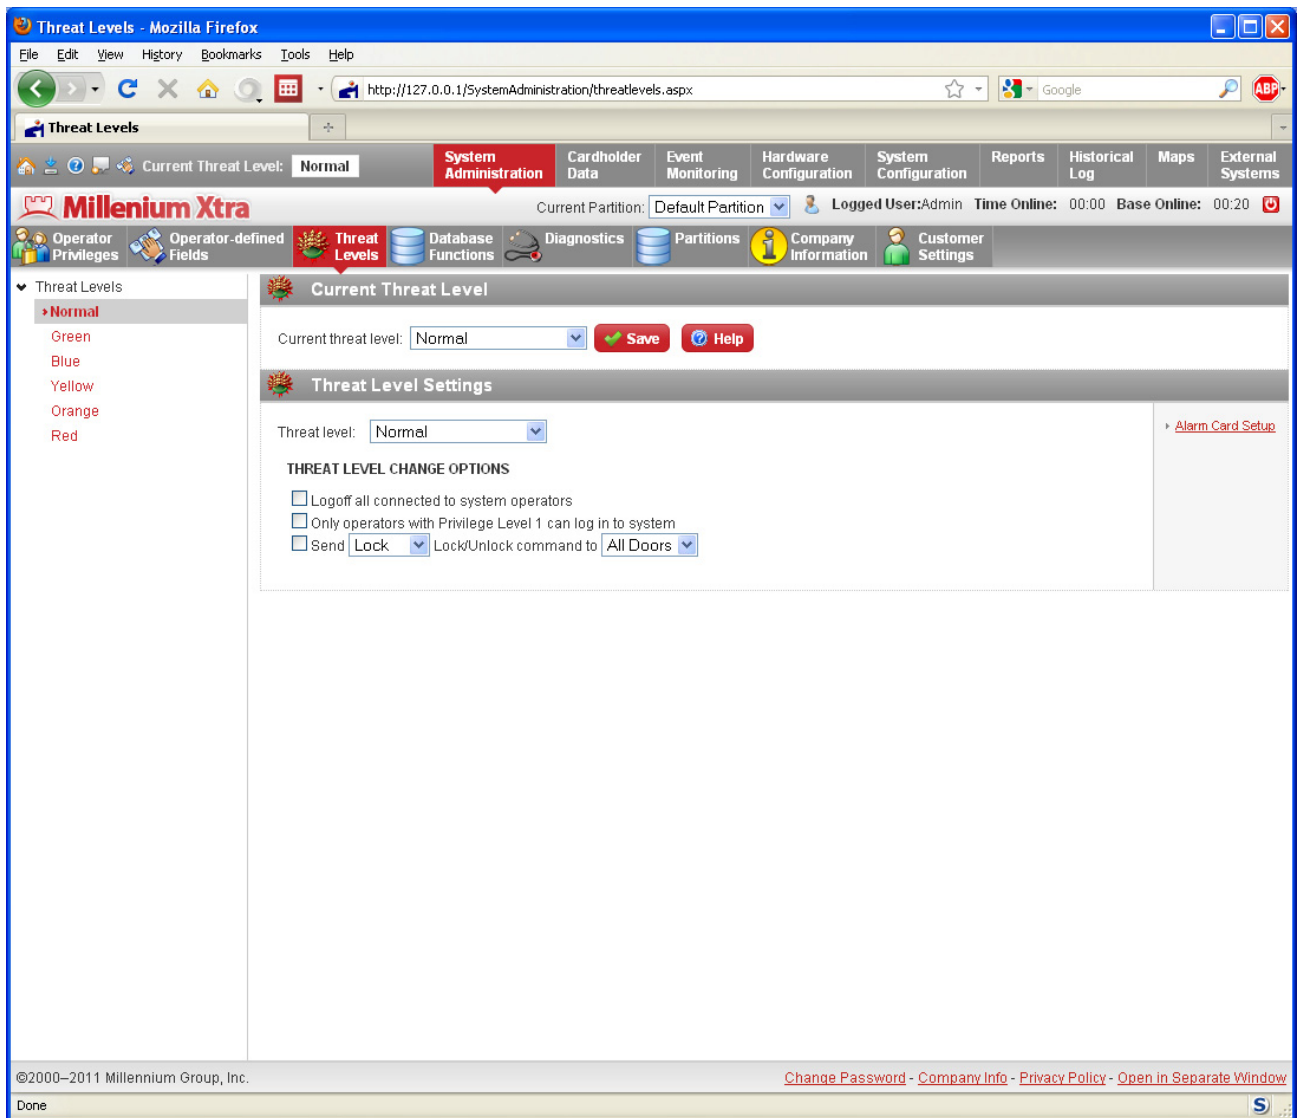 Threat Levels - Mozilla Firefox
File Edit View History Bookmarks Tools Help
http://127.0.0.1/SystemAdministration/threatlevels.aspx
Google
ABP
Threat Levels
Current Threat Level: Normal
System Administration
Cardholder Data
Event Monitoring
Hardware Configuration
System Configuration
Reports
Historical Log
Maps
External Systems
Millenium Xtra
Current Partition: Default Partition
Logged User:Admin Time Online: 00:00 Base Online: 00:20
Operator Privileges
Operator-defined Fields
Threat Levels
Database Functions
Diagnostics
Partitions
Company Information
Customer Settings
Threat Levels
Normal
Green
Blue
Yellow
Orange
Red
Current Threat Level
Current threat level: Normal Save Help
Threat Level Settings
Threat level: Normal
Alarm Card Setup
THREAT LEVEL CHANGE OPTIONS
Logoff all connected to system operators
Only operators with Privilege Level 1 can log in to system
Send Lock Lock/Unlock command to All Doors
©2000–2011 Millennium Group, Inc.
Change Password - Company Info - Privacy Policy - Open in Separate Window
Done
S